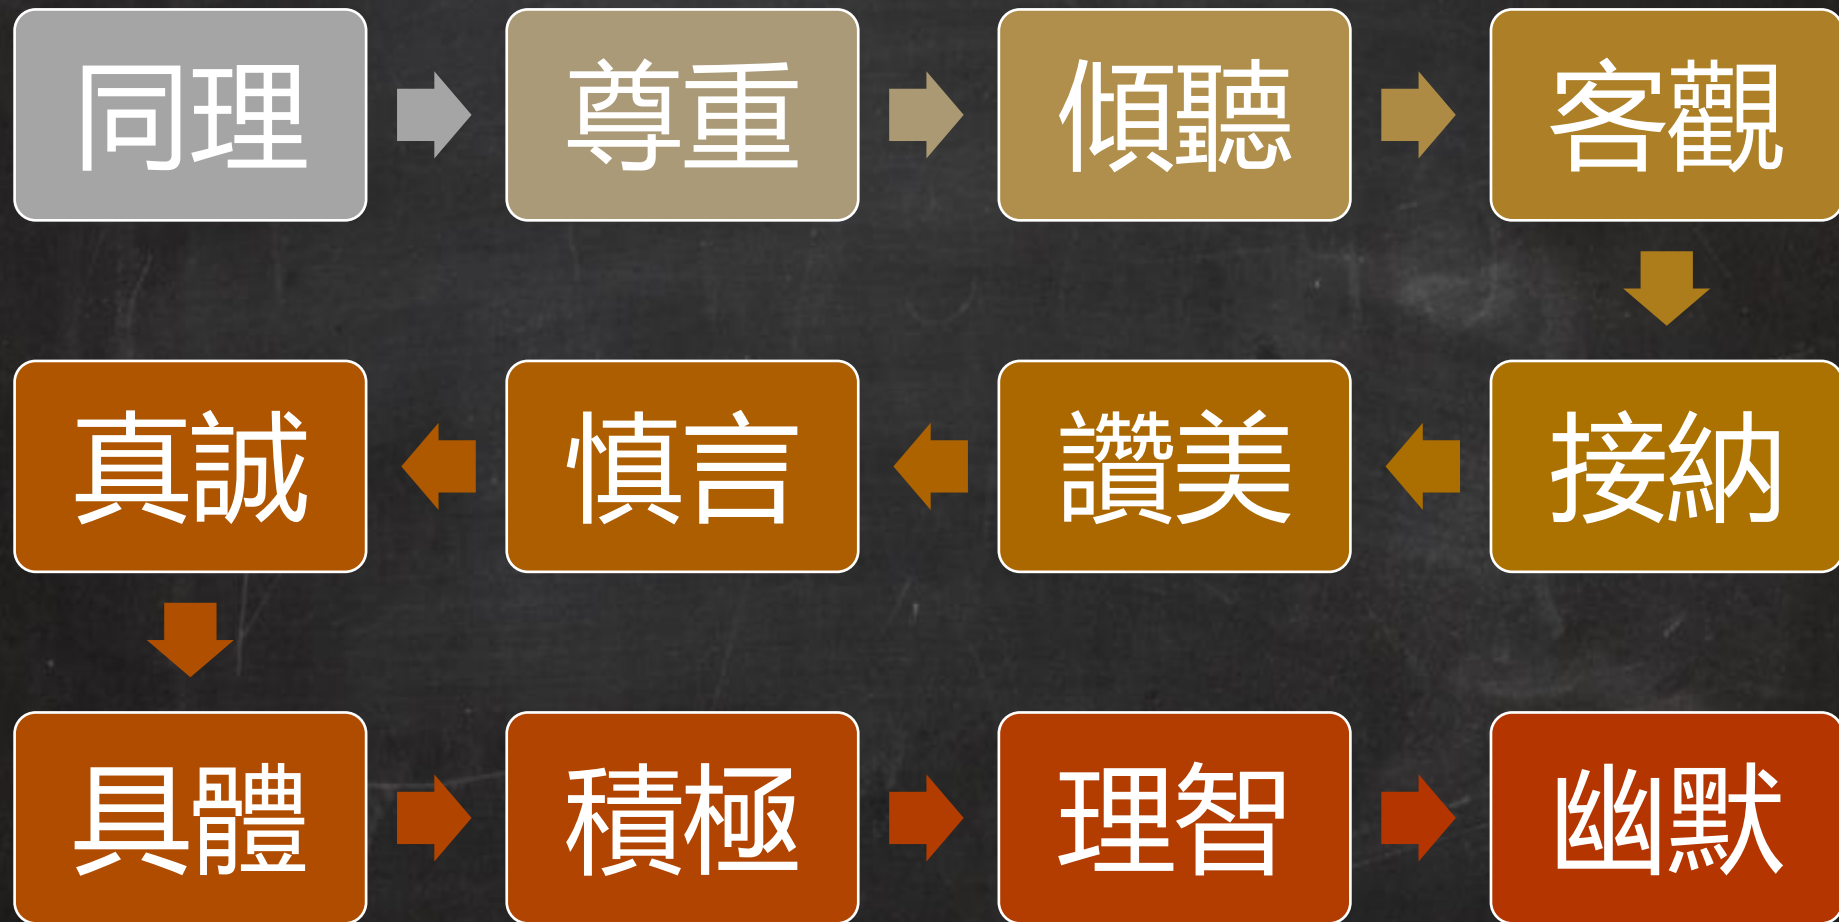 同理
尊重
傾聽
客觀
接納
讚美
慎言
真誠
具體
積極
理智
幽默